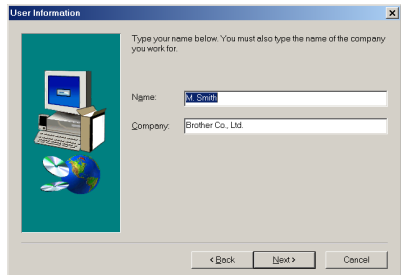 User Information
Type your name below. You must also type the name of the company
you work for.
Name:
M. Smith
Company:
Brother Co., Ltd.
< Back
Next >
Cancel